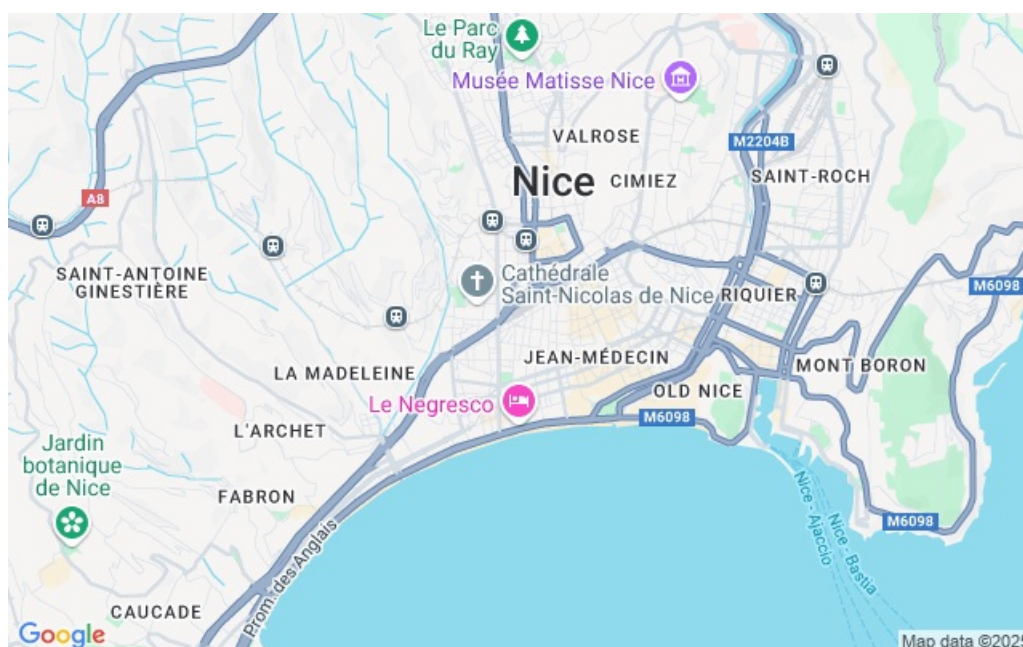 Le Parc
du Ray
Musée Matisse Nice
VALROSE
M2204B
Nice
CIMIEZ
SAINT-ROCH
A8
SAINT-ANTOINE
GINESTIÈRE
Cathédrale
Saint-Nicolas de Nice
RIQUIER
M6098
JEAN-MÉDECIN
MONT BORON
LA MADELEINE
OLD NICE
Le Negresco
M6098
L'ARCHET
Jardin
botanique
de Nice
FABRON
Nice - Ajaccio
Nice - Bastia
M6098
Prom. des Anglais
CAUCADE
Google
Map data ©2025